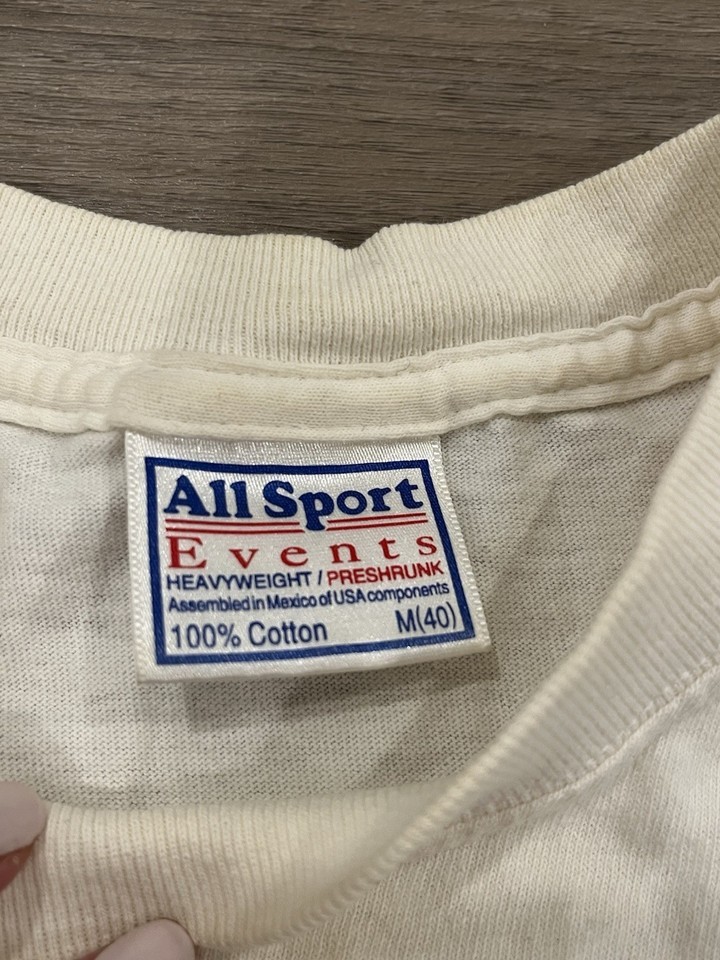 All Sport
Events
HEAVYWEIGHT / PRESHRUNK
Assembled in Mexico of USA components
100% Cotton M(40)